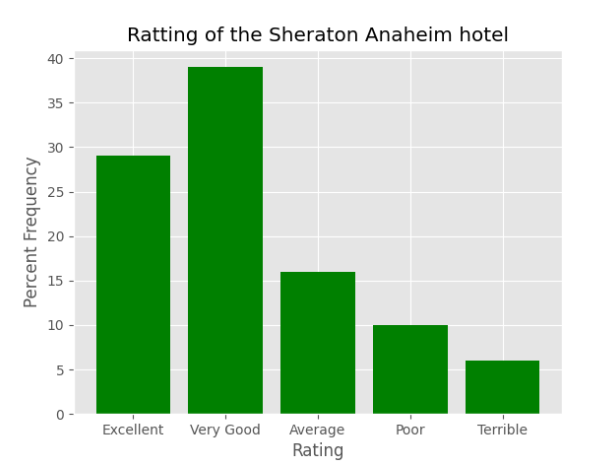 Ratting of the Sheraton Anaheim hotel
40
35
30
25
20
15
10
5
0
Percent Frequency
Excellent Very Good Average Poor Terrible
Rating